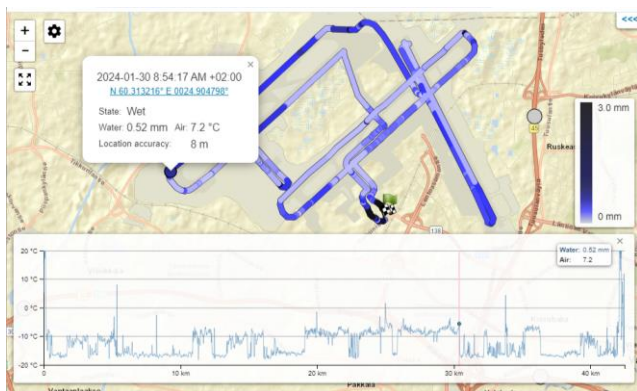 +
−
<<<
2024-01-30 8:54:17 AM +02:00
N 60.313216° E 0024.904798°
State: Wet
Water: 0.52 mm Air: 7.2 °C
Location accuracy: 8 m
3.0 mm
0 mm
45
Ruskea
138
Water: 0.52 mm
Air: 7.2
20 °C
10 °C
0 °C
-10 °C
-20 °C
0
10 km
20 km
30 km
40 km
Pakkala